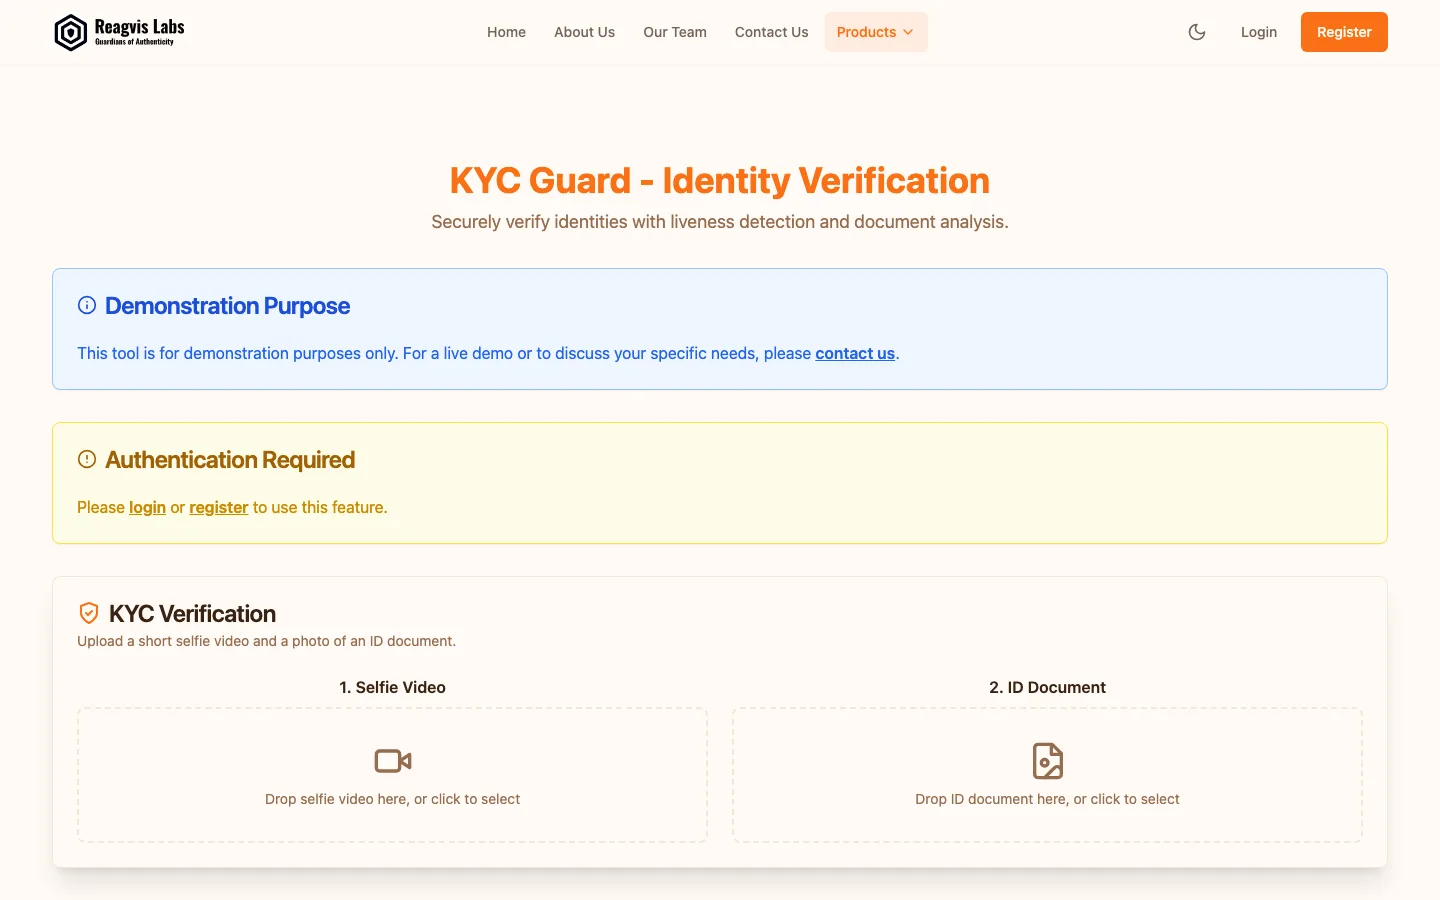 Reagvis Labs
Guardians of Authenticity
Home
About Us
Our Team
Contact Us
Products
Login
Register
KYC Guard - Identity Verification
Securely verify identities with liveness detection and document analysis.
Demonstration Purpose
This tool is for demonstration purposes only. For a live demo or to discuss your specific needs, please contact us.
Authentication Required
Please login or register to use this feature.
KYC Verification
Upload a short selfie video and a photo of an ID document.
1. Selfie Video
Drop selfie video here, or click to select
2. ID Document
Drop ID document here, or click to select